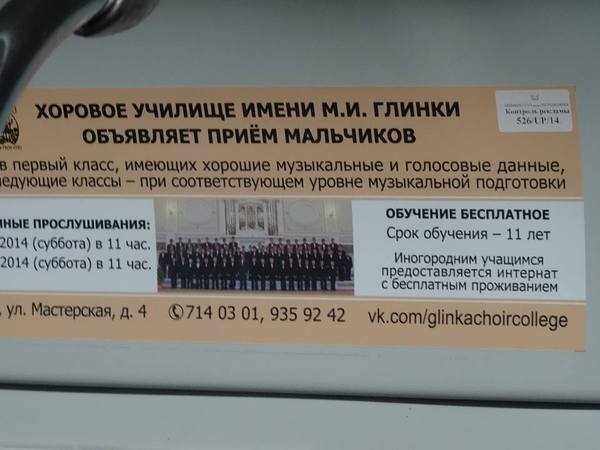 ХОРОВОЕ УЧИЛИЩЕ ИМЕНИ М.И. ГЛИНКИ
ОБЪЯВЛЯЕТ ПРИЁМ МАЛЬЧИКОВ
Контроль рекламы
526/UP/14
в первый класс, имеющих хорошие музыкальные и голосовые данные,
едующие классы – при соответствующем уровне музыкальной подготовки
НЫЕ ПРОСЛУШИВАНИЯ:
2014 (суббота) в 11 час.
2014 (суббота) в 11 час.
ОБУЧЕНИЕ БЕСПЛАТНОЕ
Срок обучения – 11 лет
Иногородним учащимся
предоставляется интернат
с бесплатным проживанием
, ул. Мастерская, д. 4 ✆714 03 01, 935 92 42 vk.com/glinkachoircollege